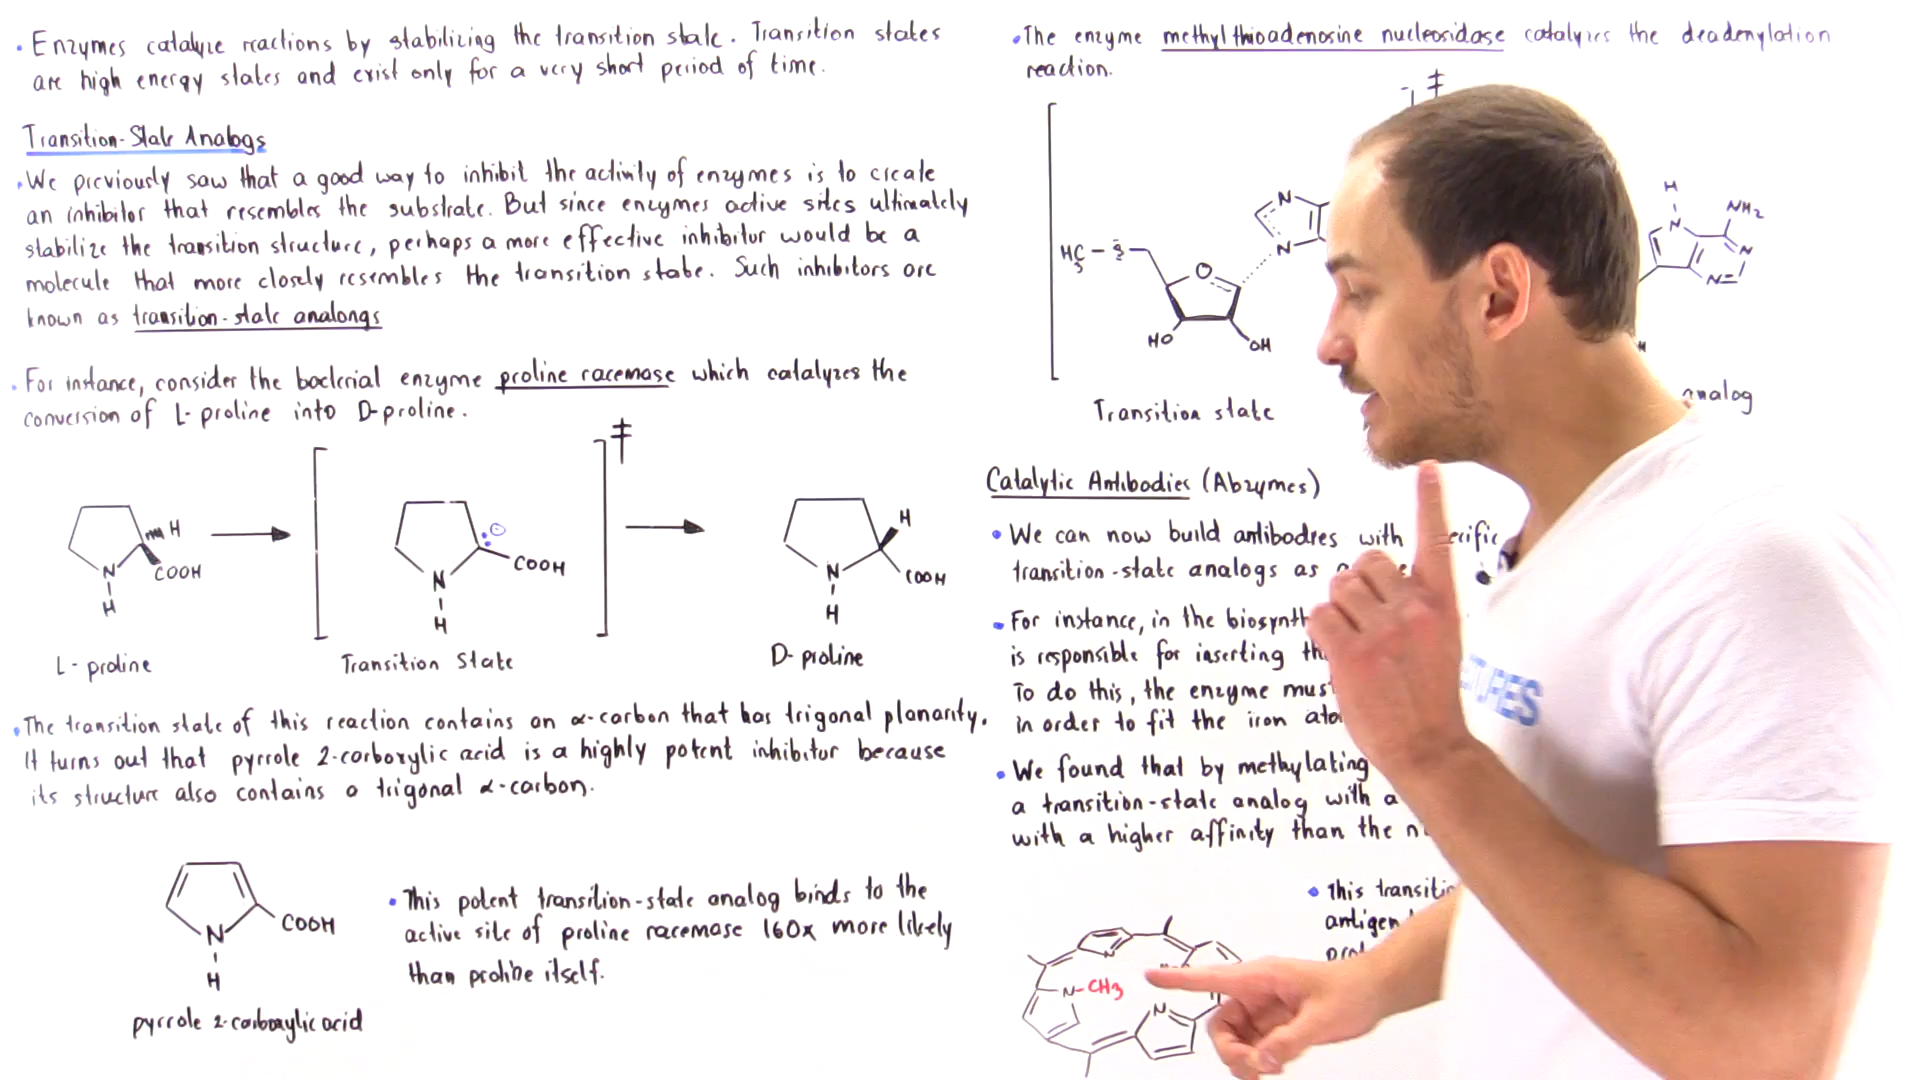 • Enzymes catalyze reactions by stabilizing the transition state. Transition states
are high energy states and exist only for a very short period of time.
Transition-State Analogs
• We previously saw that a good way to inhibit the activity of enzymes is to create
an inhibitor that resembles the substrate. But since enzymes active sites ultimately
stabilize the transition structure, perhaps a more effective inhibitor would be a
molecule that more closely resembles the transition state. Such inhibitors are
known as transition-state analongs
• For instance, consider the bacterial enzyme proline racemase which catalyzes the
conversion of L-proline into D-proline.
H
COOH
N
H
L-proline
‡
COOH
N
H
Transition State
H
COOH
N
H
D-proline
• The transition state of this reaction contains an α-carbon that has trigonal planarity.
It turns out that pyrrole 2-carboxylic acid is a highly potent inhibitor because
its structure also contains a trigonal α-carbon.
COOH
N
H
pyrrole 2-carboxylic acid
• This potent transition-state analog binds to the
active site of proline racemase 160x more likely
than proline itself.
• The enzyme methylthioadenosine nucleosidase catalyzes the deadenylation
reaction.
‡
N
N
H3C-S
O
HO
OH
Transition state
H
N
NH2
N
N
analog
Catalytic Antibodies (Abzymes)
• We can now build antibodies with
transition-state analogs as
• For instance, in the
is responsible for inserting
To do this, the enzyme
in order to fit the iron
• We found that by methylating
a transition-state analog with a
with a higher affinity than the
• This
antigen
N
N-CH3
N
TURES